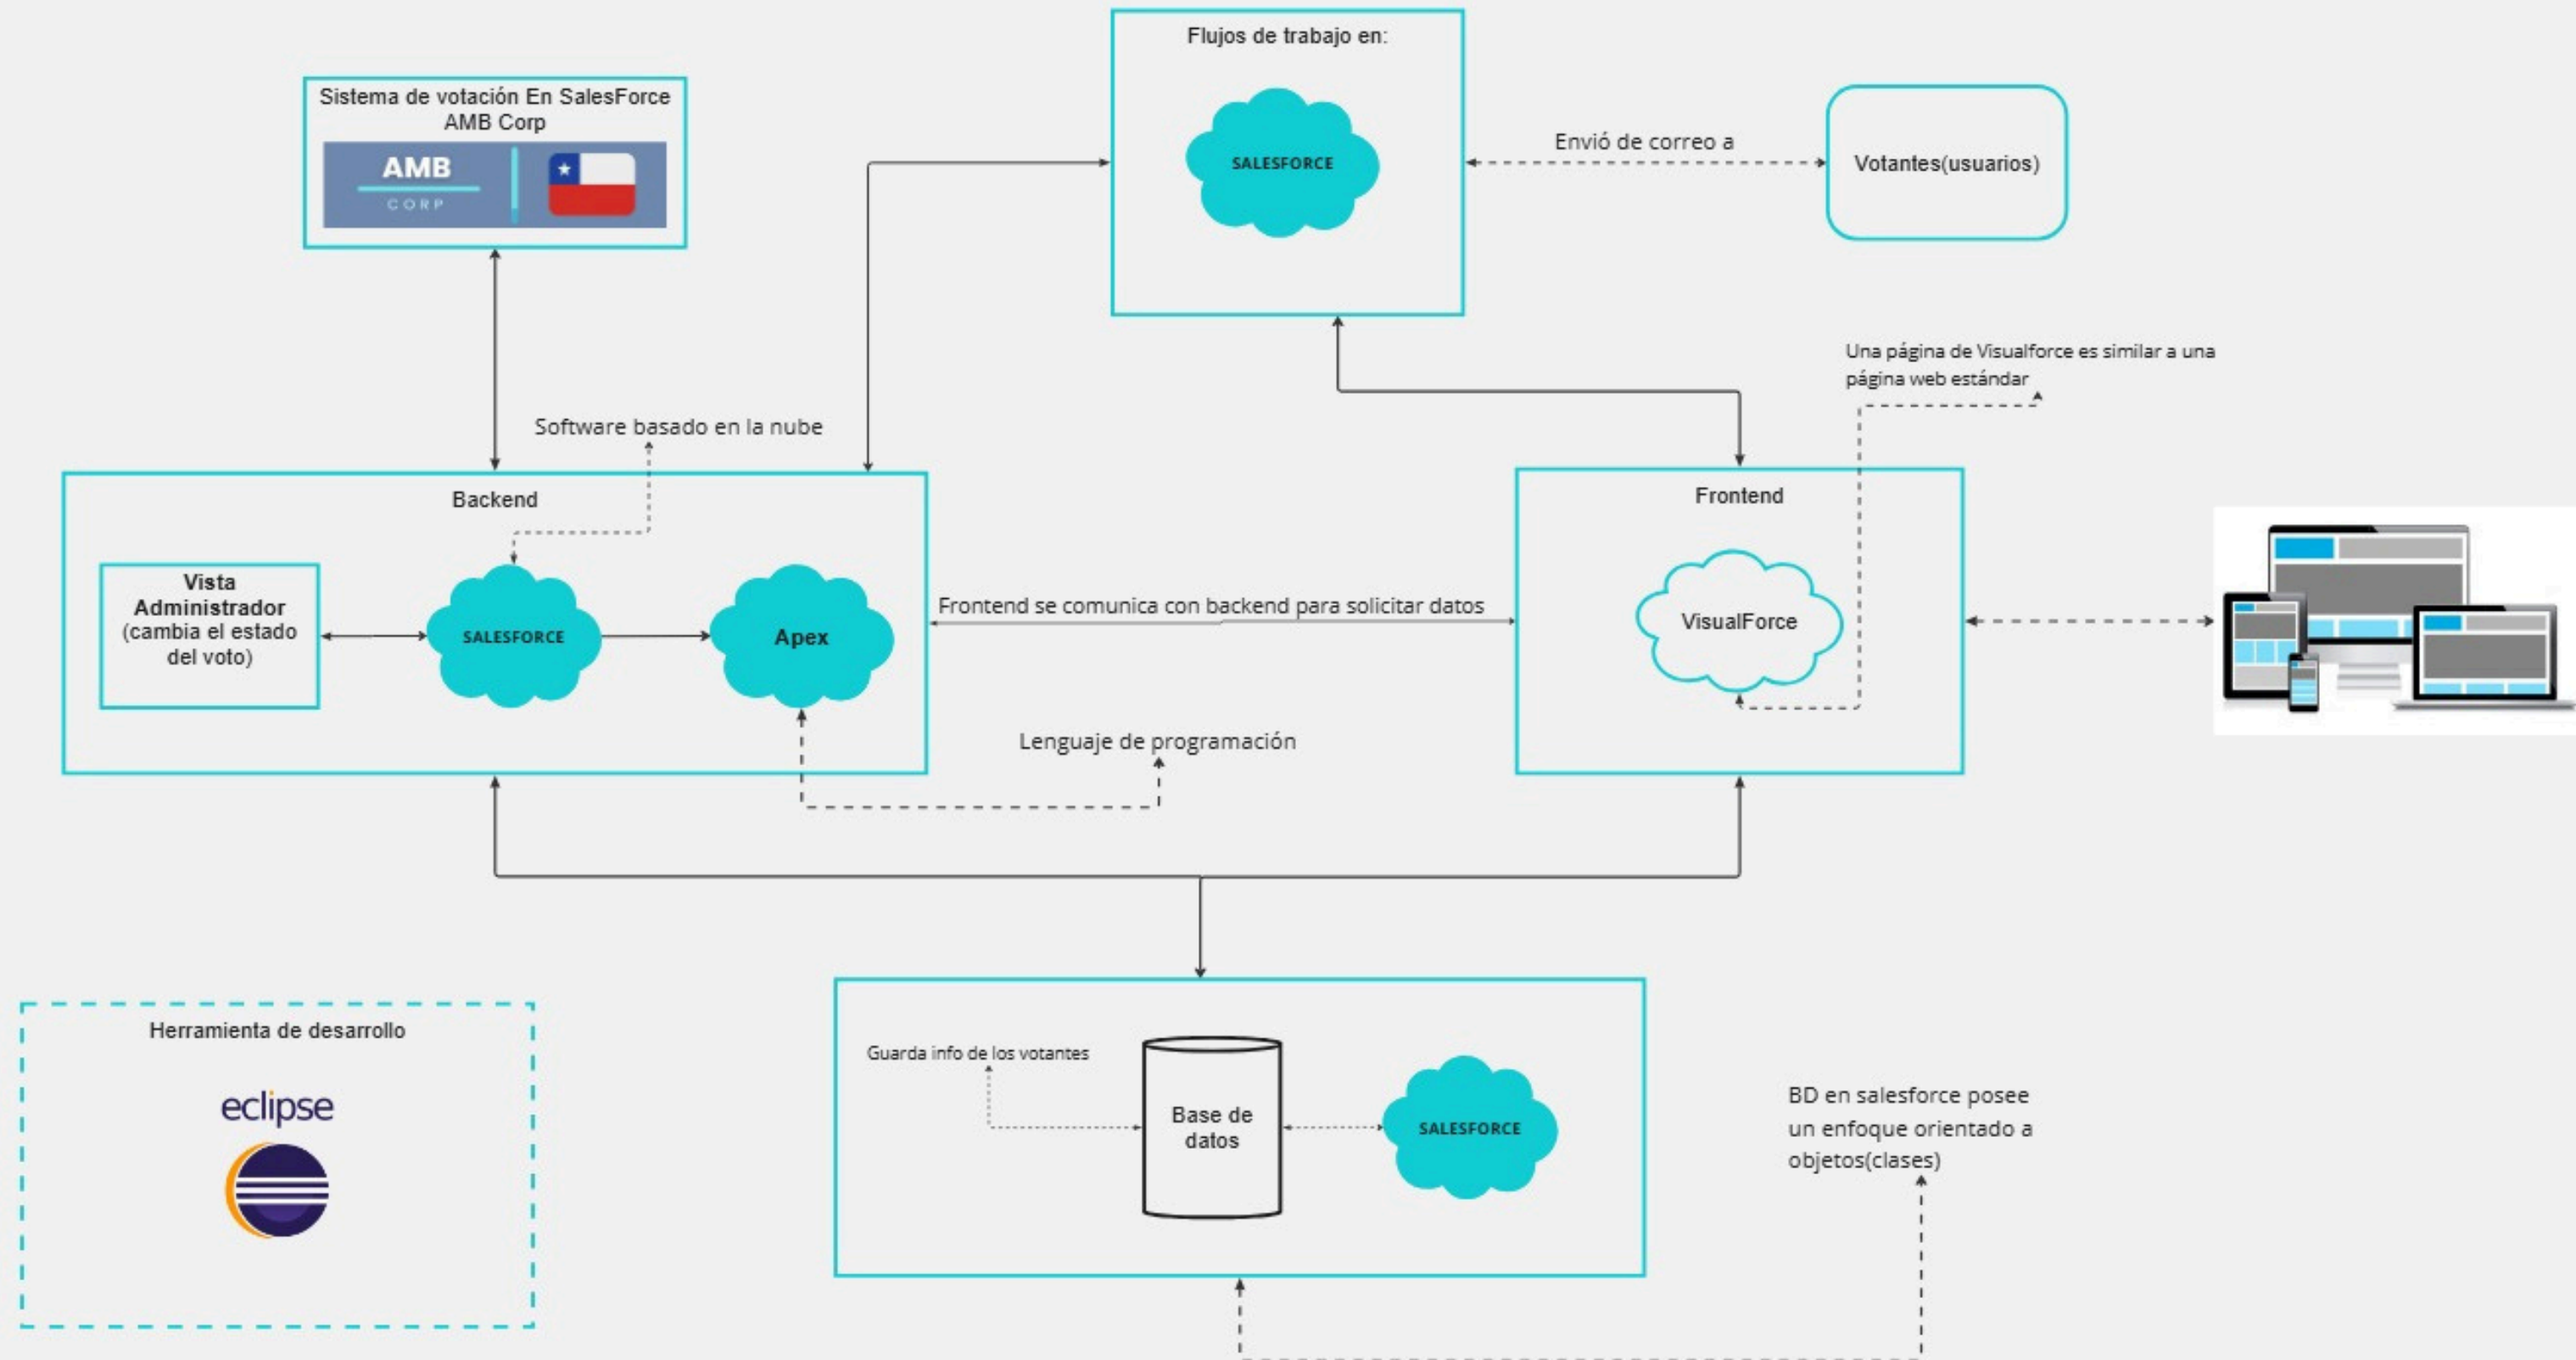 Flujos de trabajo en:
SALESFORCE
Sistema de votación En SalesForce
AMB Corp
AMB
CORP
Envió de correo a
Votantes(usuarios)
Una página de Visualforce es similar a una
página web estándar
Software basado en la nube
Backend
Vista
Administrador
(cambia el estado
del voto)
SALESFORCE
Apex
Frontend se comunica con backend para solicitar datos
Frontend
VisualForce
Lenguaje de programación
Herramienta de desarrollo
eclipse
Guarda info de los votantes
Base de
datos
SALESFORCE
BD en salesforce posee
un enfoque orientado a
objetos(clases)